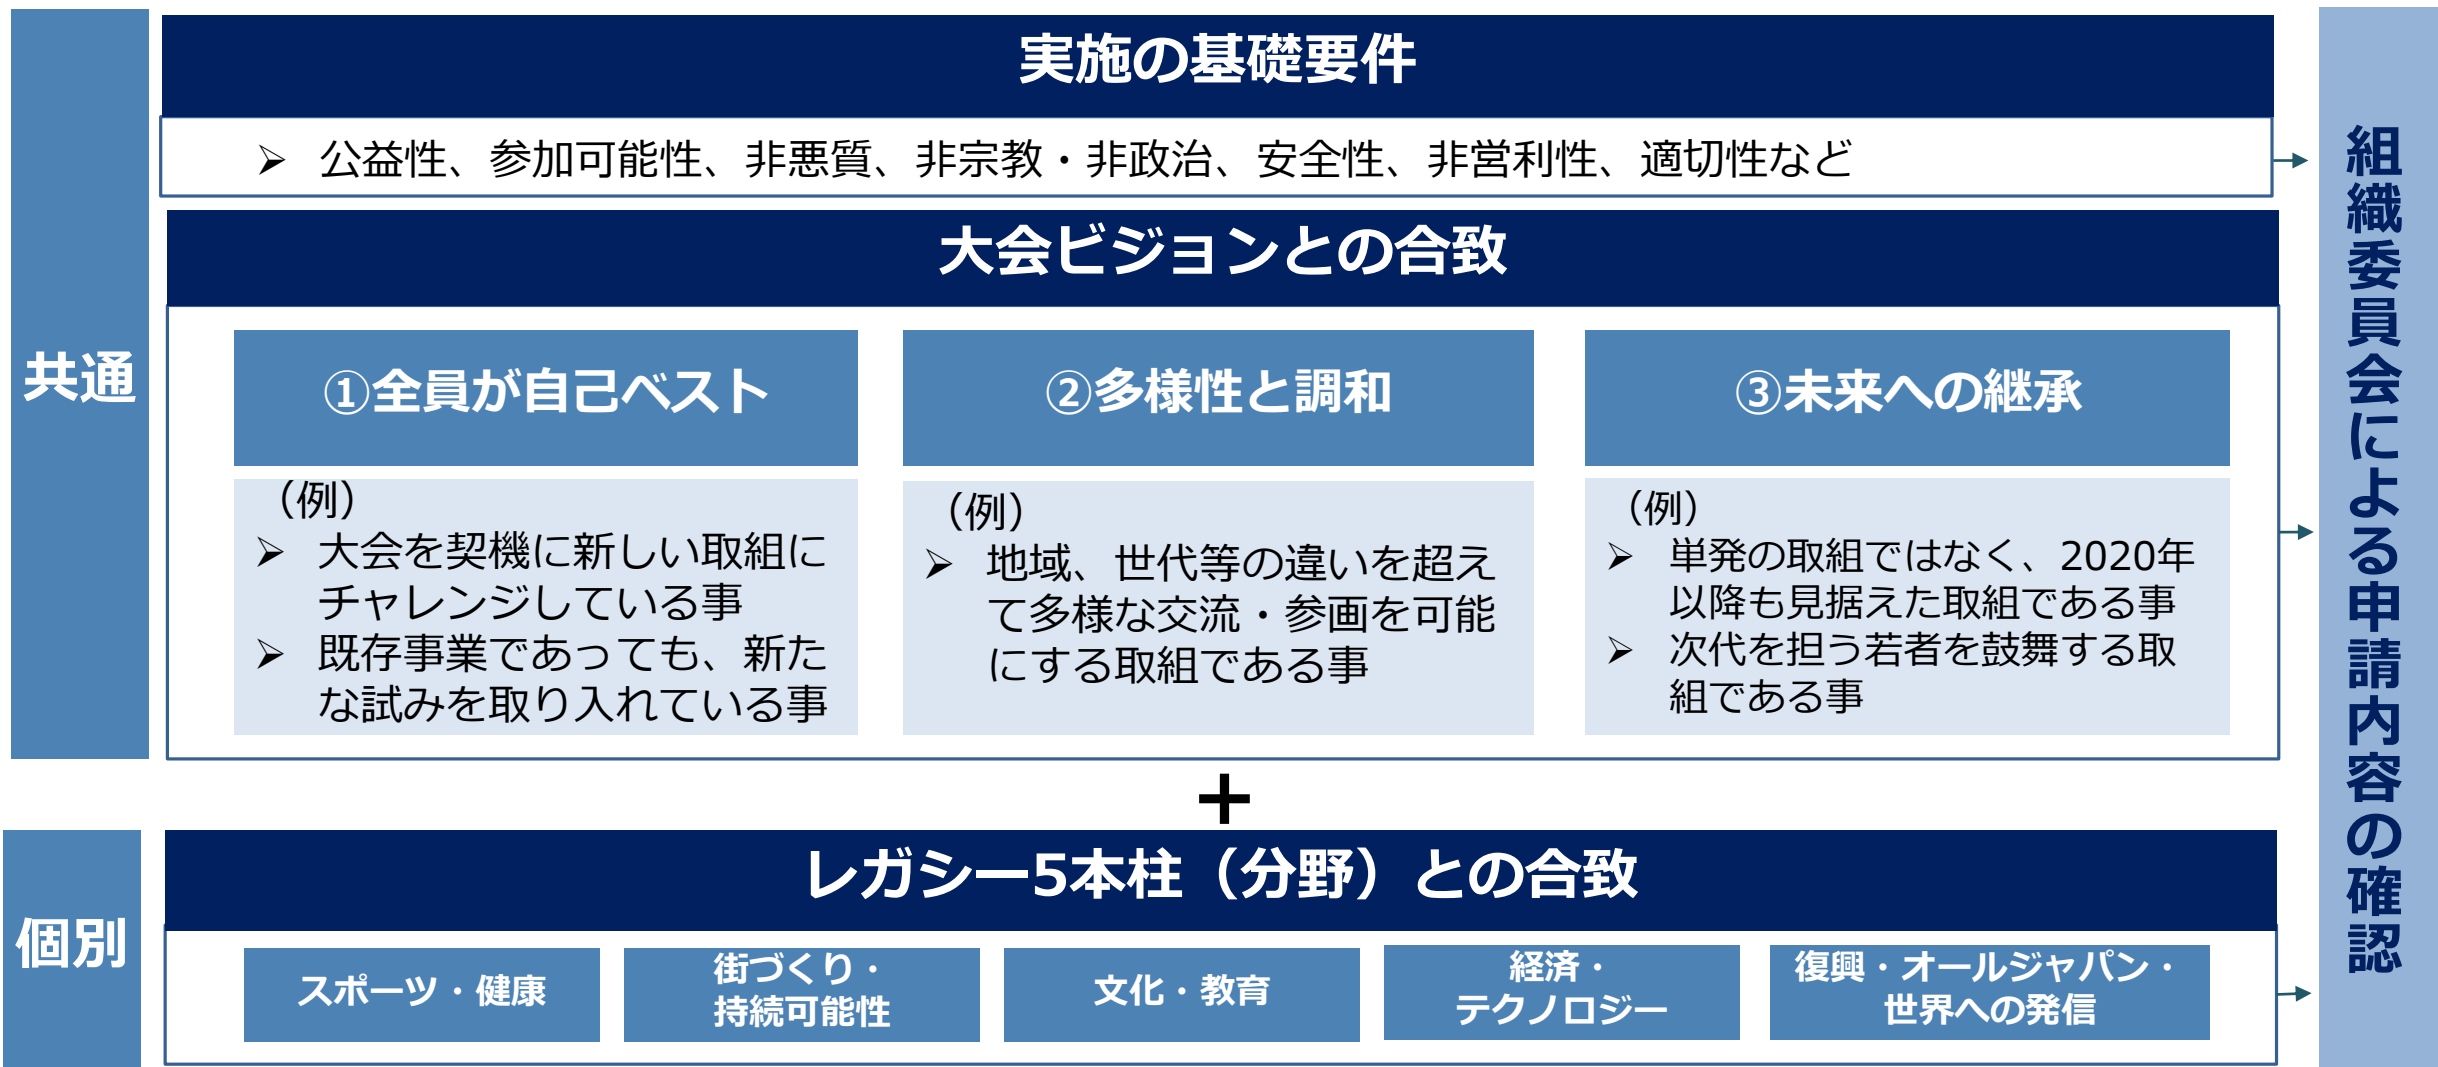 共通
実施の基礎要件
➢ 公益性、参加可能性、非悪質、非宗教・非政治、安全性、非営利性、適切性など
大会ビジョンとの合致
①全員が自己ベスト
（例）
➢ 大会を契機に新しい取組に
チャレンジしている事
➢ 既存事業であっても、新た
な試みを取り入れている事
②多様性と調和
（例）
➢ 地域、世代等の違いを超え
て多様な交流・参画を可能
にする取組である事
③未来への継承
（例）
➢ 単発の取組ではなく、2020年
以降も見据えた取組である事
➢ 次代を担う若者を鼓舞する取
組である事
＋
個別
レガシー5本柱（分野）との合致
スポーツ・健康
街づくり・
持続可能性
文化・教育
経済・
テクノロジー
復興・オールジャパン・
世界への発信
組織委員会による申請内容の確認